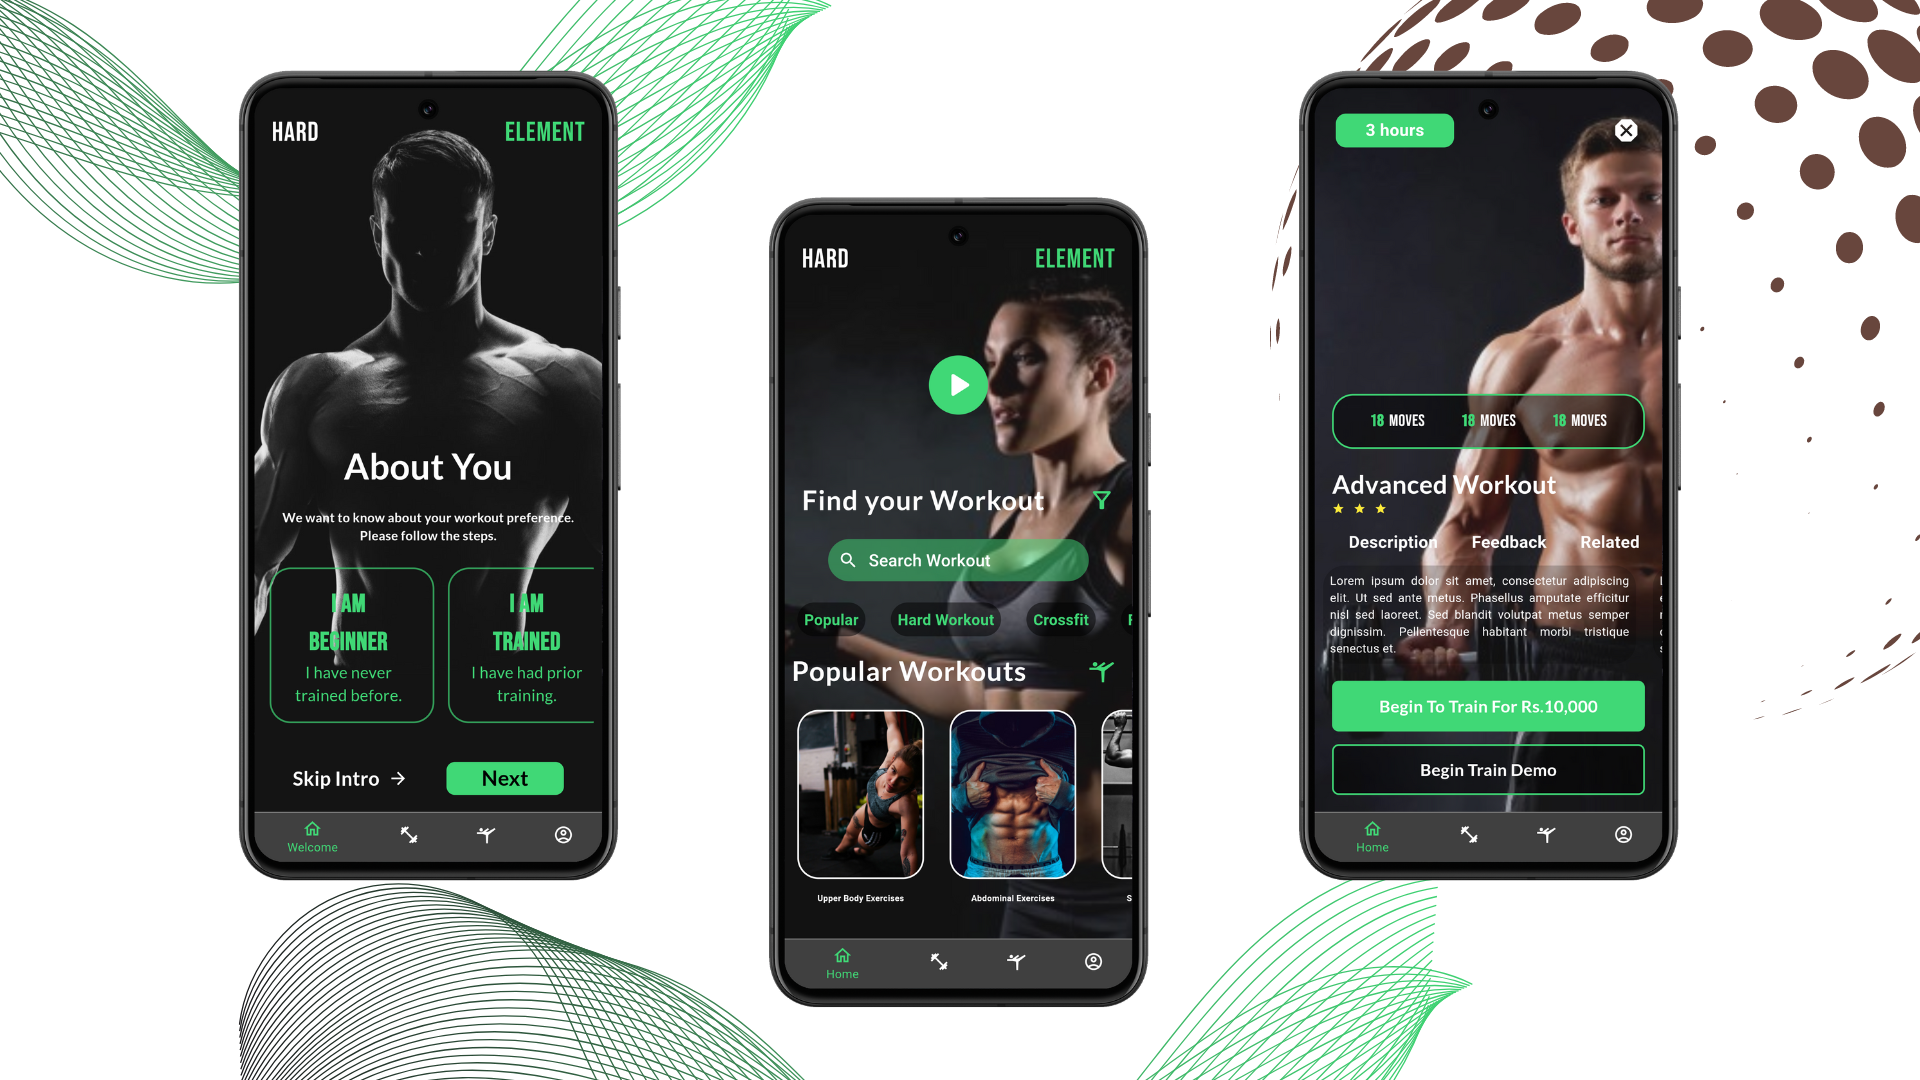 HARD
ELEMENT
About You
We want to know about your workout preference.
Please follow the steps.
I AM
BEGINNER
I have never
trained before.
I AM
TRAINED
I have had prior
training.
Skip Intro
Next
Welcome
HARD
ELEMENT
Find your Workout
Search Workout
Popular
Hard Workout
Crossfit
Popular Workouts
Upper Body Exercises
Abdominal Exercises
Home
3 hours
18 MOVES
18 MOVES
18 MOVES
Advanced Workout
Description
Feedback
Related
Lorem ipsum dolor sit amet, consectetur adipiscing
elit. Ut sed ante metus. Phasellus amputate efficitur
nisl sed laoreet. Sed blandit volutpat metus semper
dignissim. Pellentesque habitant morbi tristique
senectus et.
Begin To Train For Rs.10,000
Begin Train Demo
Home